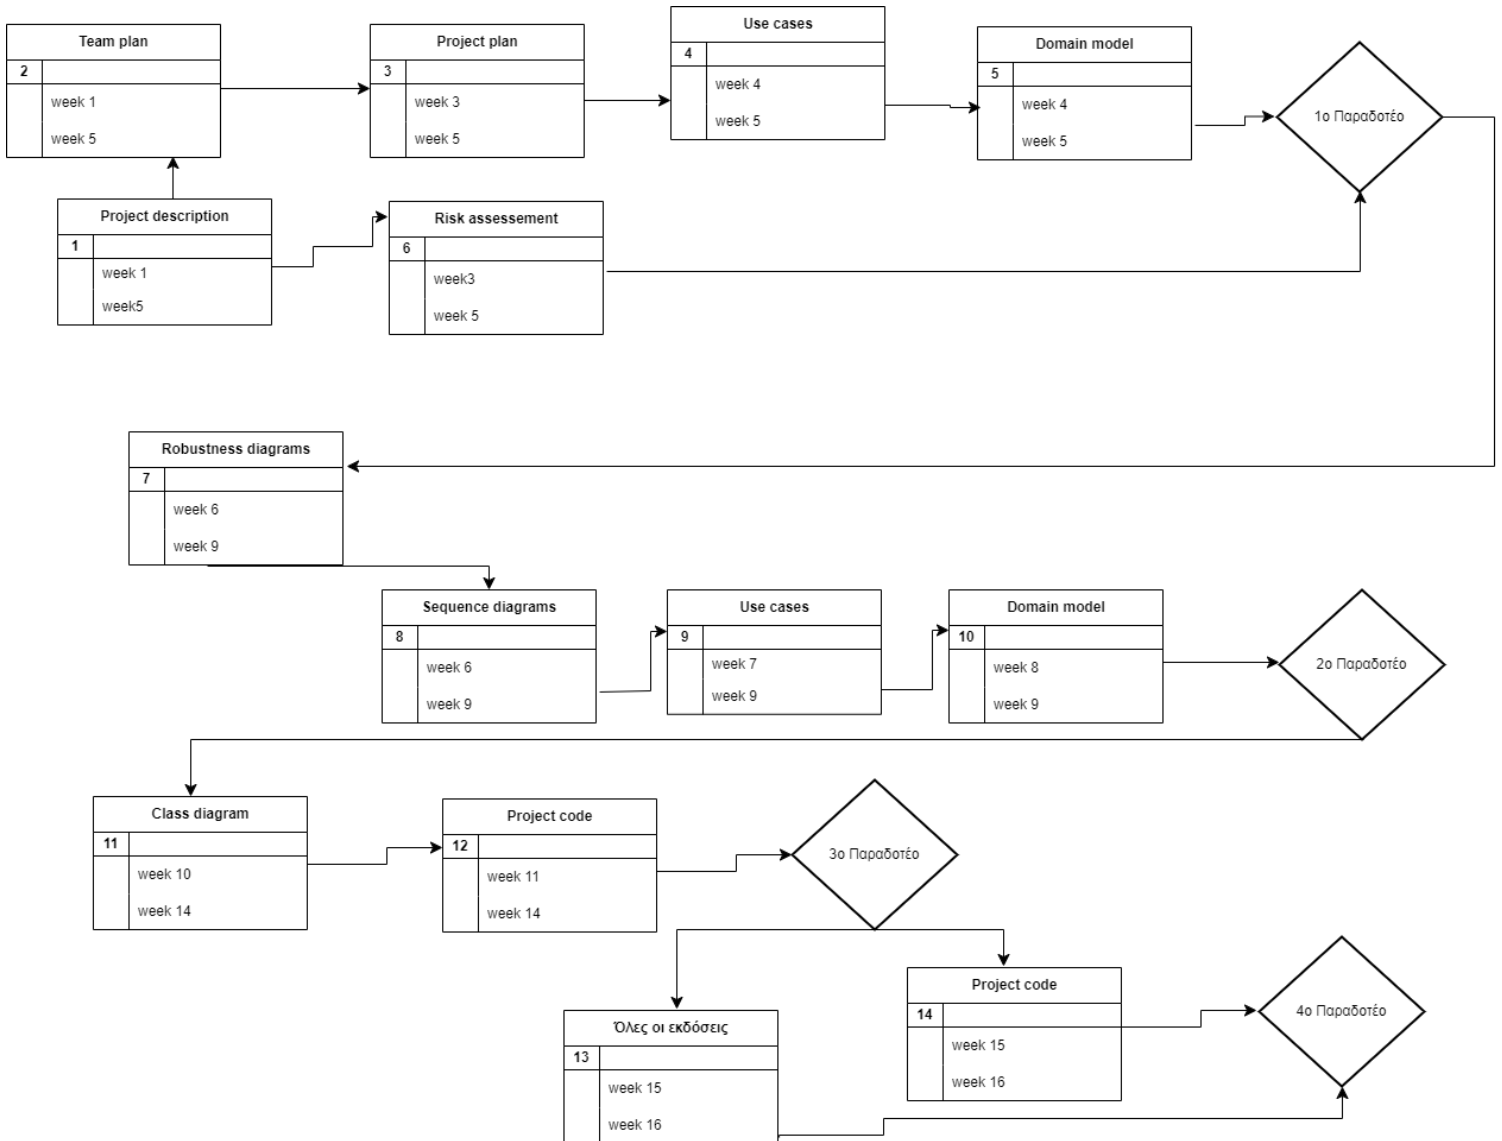 Team plan
2
week 1
week 5
Project plan
3
week 3
week 5
Use cases
4
week 4
week 5
Domain model
5
week 4
week 5
1ο Παραδοτέο
Project description
1
week 1
week5
Risk assessement
6
week3
week 5
Robustness diagrams
7
week 6
week 9
Sequence diagrams
8
week 6
week 9
Use cases
9
week 7
week 9
Domain model
10
week 8
week 9
2ο Παραδοτέο
Class diagram
11
week 10
week 14
Project code
12
week 11
week 14
3ο Παραδοτέο
Όλες οι εκδόσεις
13
week 15
week 16
Project code
14
week 15
week 16
4ο Παραδοτέο